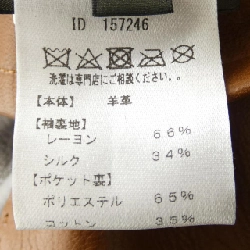 ID 157246
洗濯は専門店にご相談ください。
【本体】 羊革
【袖裏地】
レーヨン 66%
シルク 34%
【ポケット裏】
ポリエステル 65%
コットン 35%